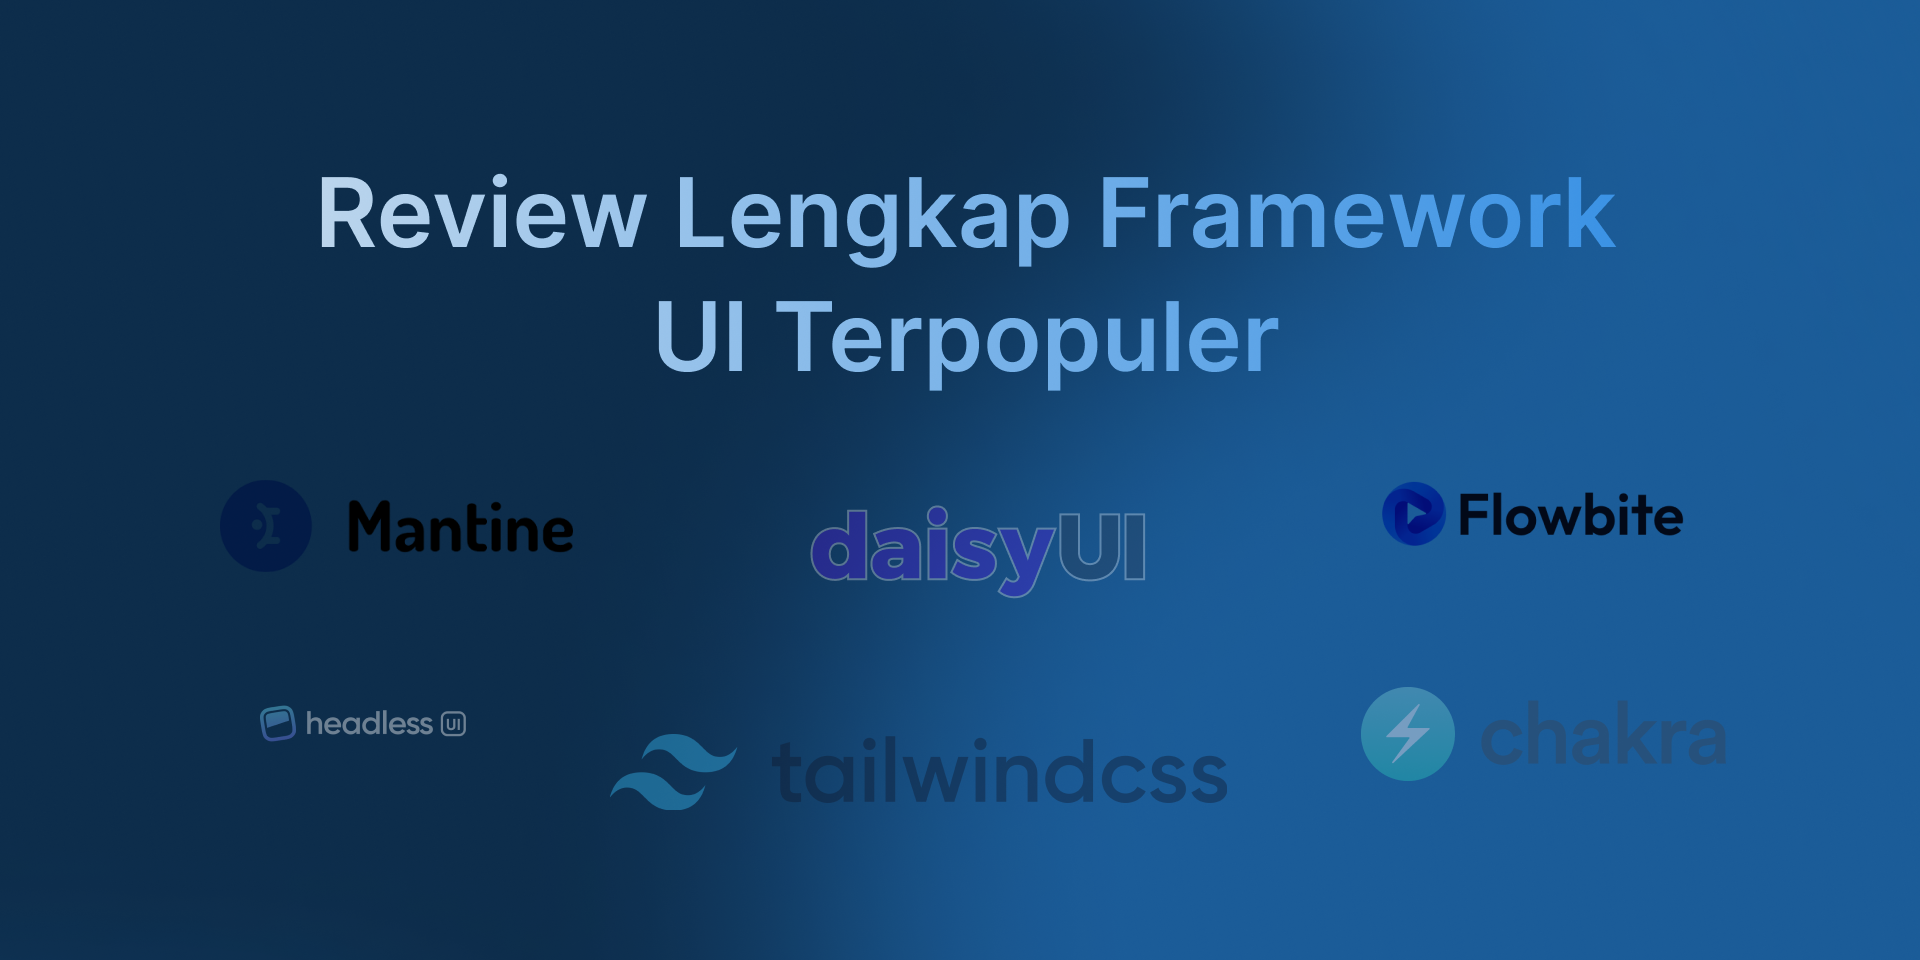 Review Lengkap Framework
UI Terpopuler
Mantine
daisyUI
Flowbite
headless UI
tailwindcss
chakra